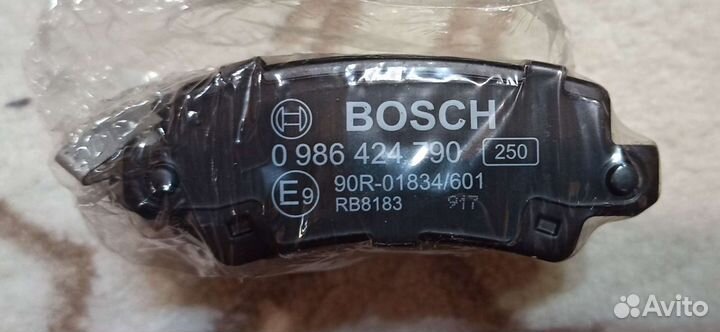 BOSCH
0 986 424 790 250
E9 90R-01834/601
RB8183 917
Avito